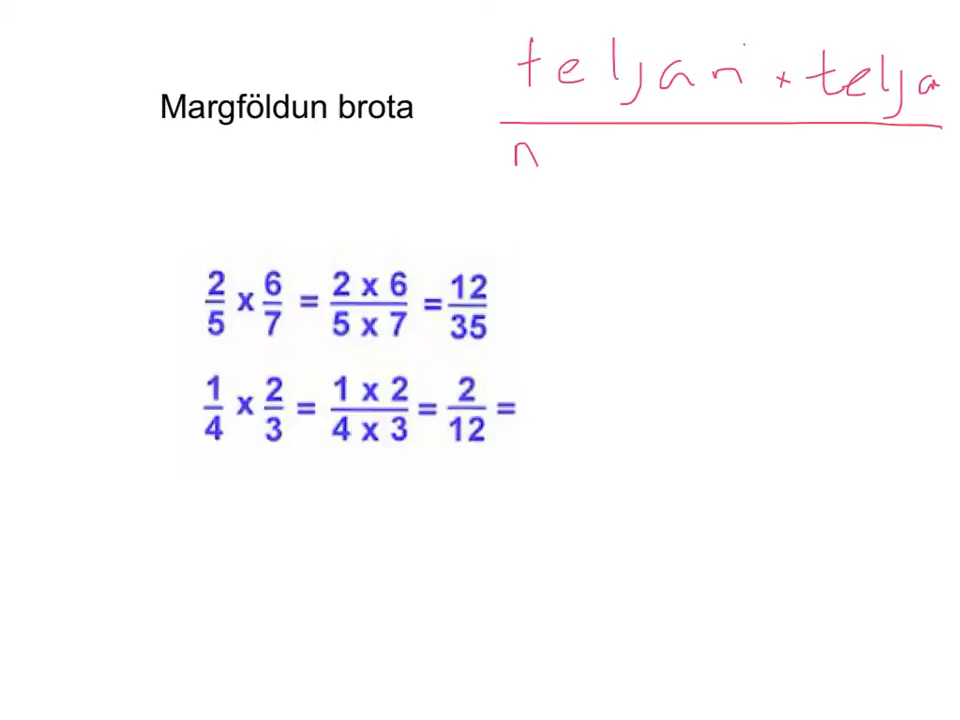 teljari × telja
n
Margföldun brota
2/5 x 6/7 = 2 x 6/5 x 7 = 12/35
1/4 x 2/3 = 1 x 2/4 x 3 = 2/12 =